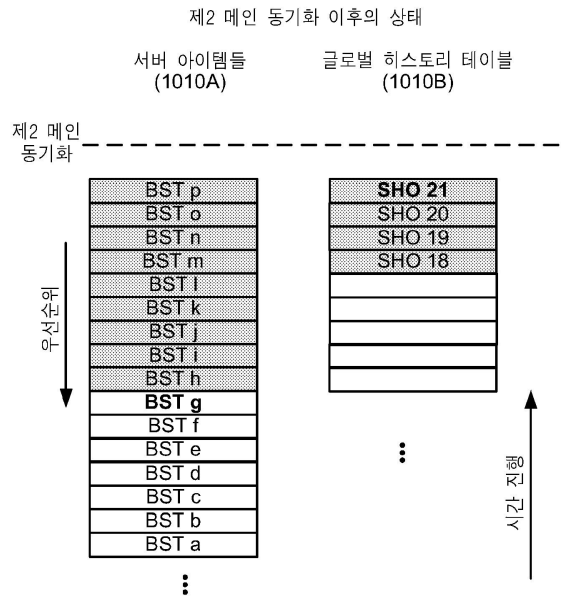 제2 메인 동기화 이후의 상태
서버 아이템들
(1010A)
글로벌 히스토리 테이블
(1010B)
제2 메인
동기화
BST p
BST o
BST n
BST m
BST l
BST k
BST j
BST i
BST h
BST g
BST f
BST e
BST d
BST c
BST b
BST a
SHO 21
SHO 20
SHO 19
SHO 18
우선순위
시간 진행